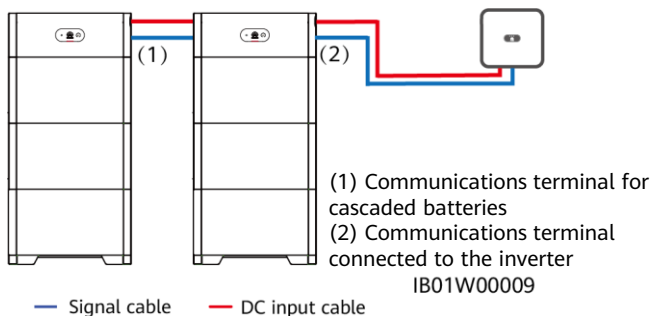 (1)
(2)
(1) Communications terminal for
cascaded batteries
(2) Communications terminal
connected to the inverter
IB01W00009
Signal cable
DC input cable